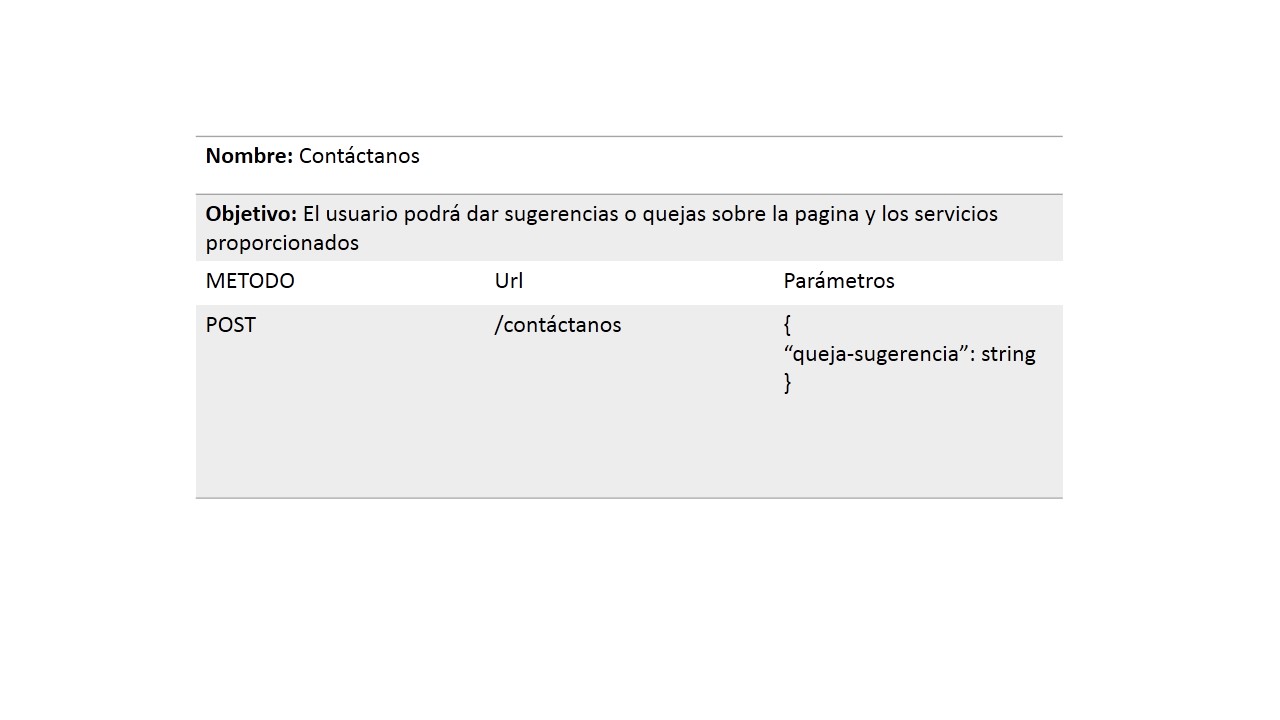 Nombre: Contáctanos
Objetivo: El usuario podrá dar sugerencias o quejas sobre la pagina y los servicios
proporcionados
METODO Url Parámetros
POST /contáctanos {
“queja-sugerencia”: string
}